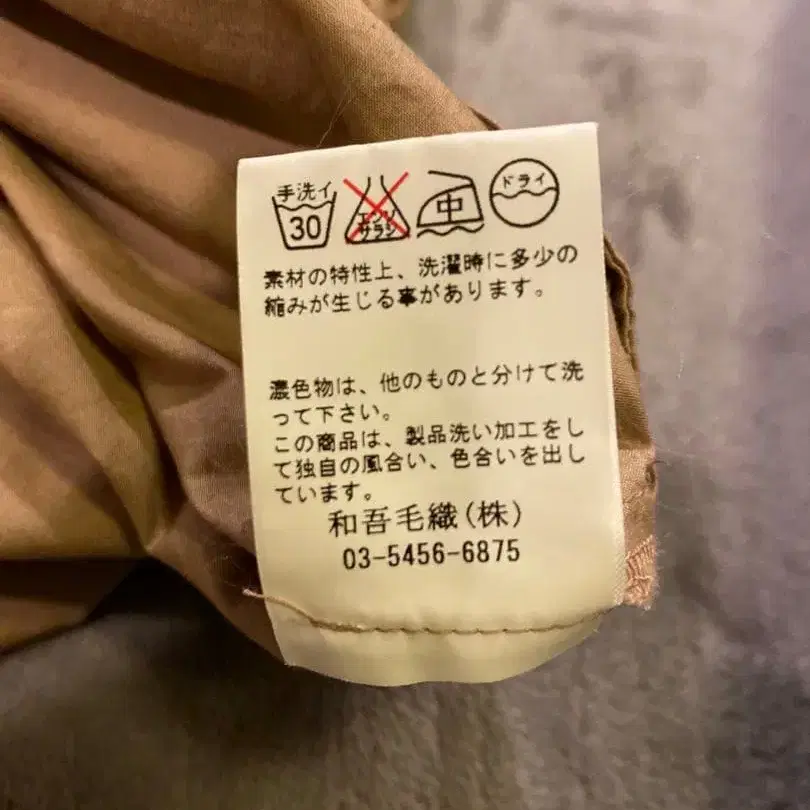 手洗イ
30
エンソ
サラシ
中
ドライ
素材の特性上、洗濯時に多少の
縮みが生じる事があります。
濃色物は、他のものと分けて洗
って下さい。
この商品は、製品洗い加工をし
て独自の風合い、色合いを出し
ています。
和吾毛織(株)
03-5456-6875